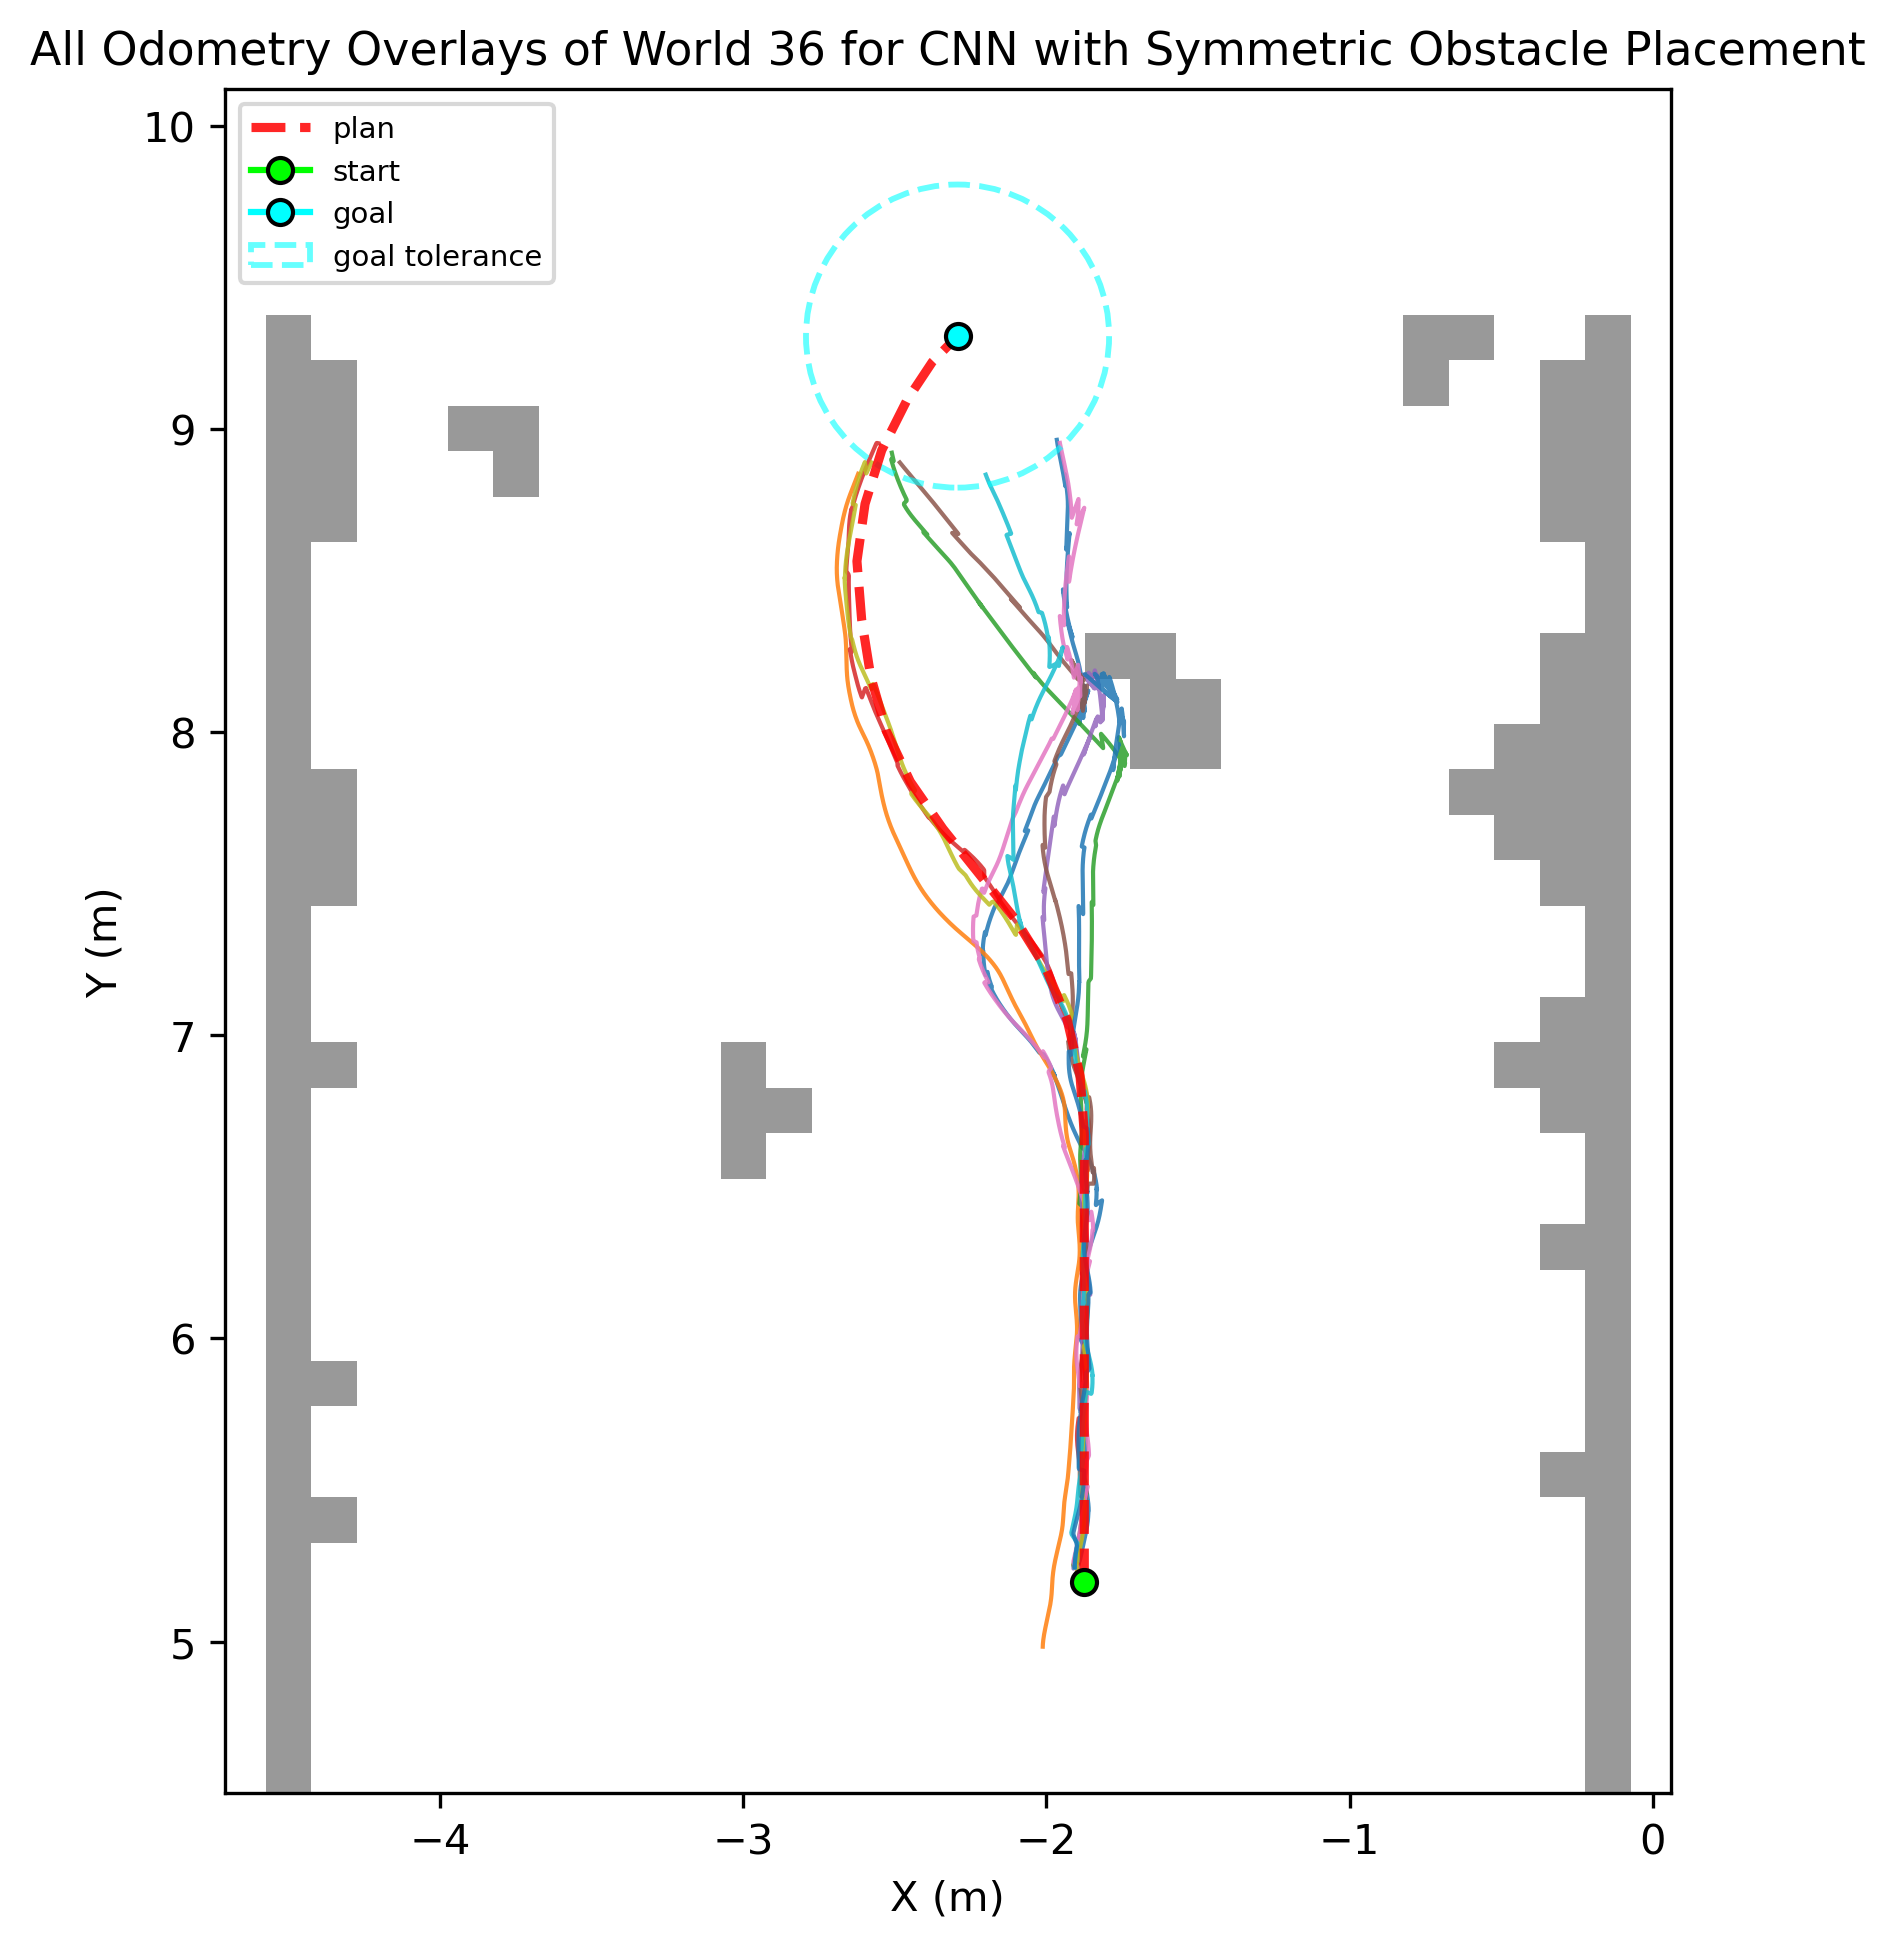 All Odometry Overlays of World 36 for CNN with Symmetric Obstacle Placement
plan
start
goal
goal tolerance
10
9
8
7
6
5
Y (m)
−4
−3
−2
−1
0
X (m)